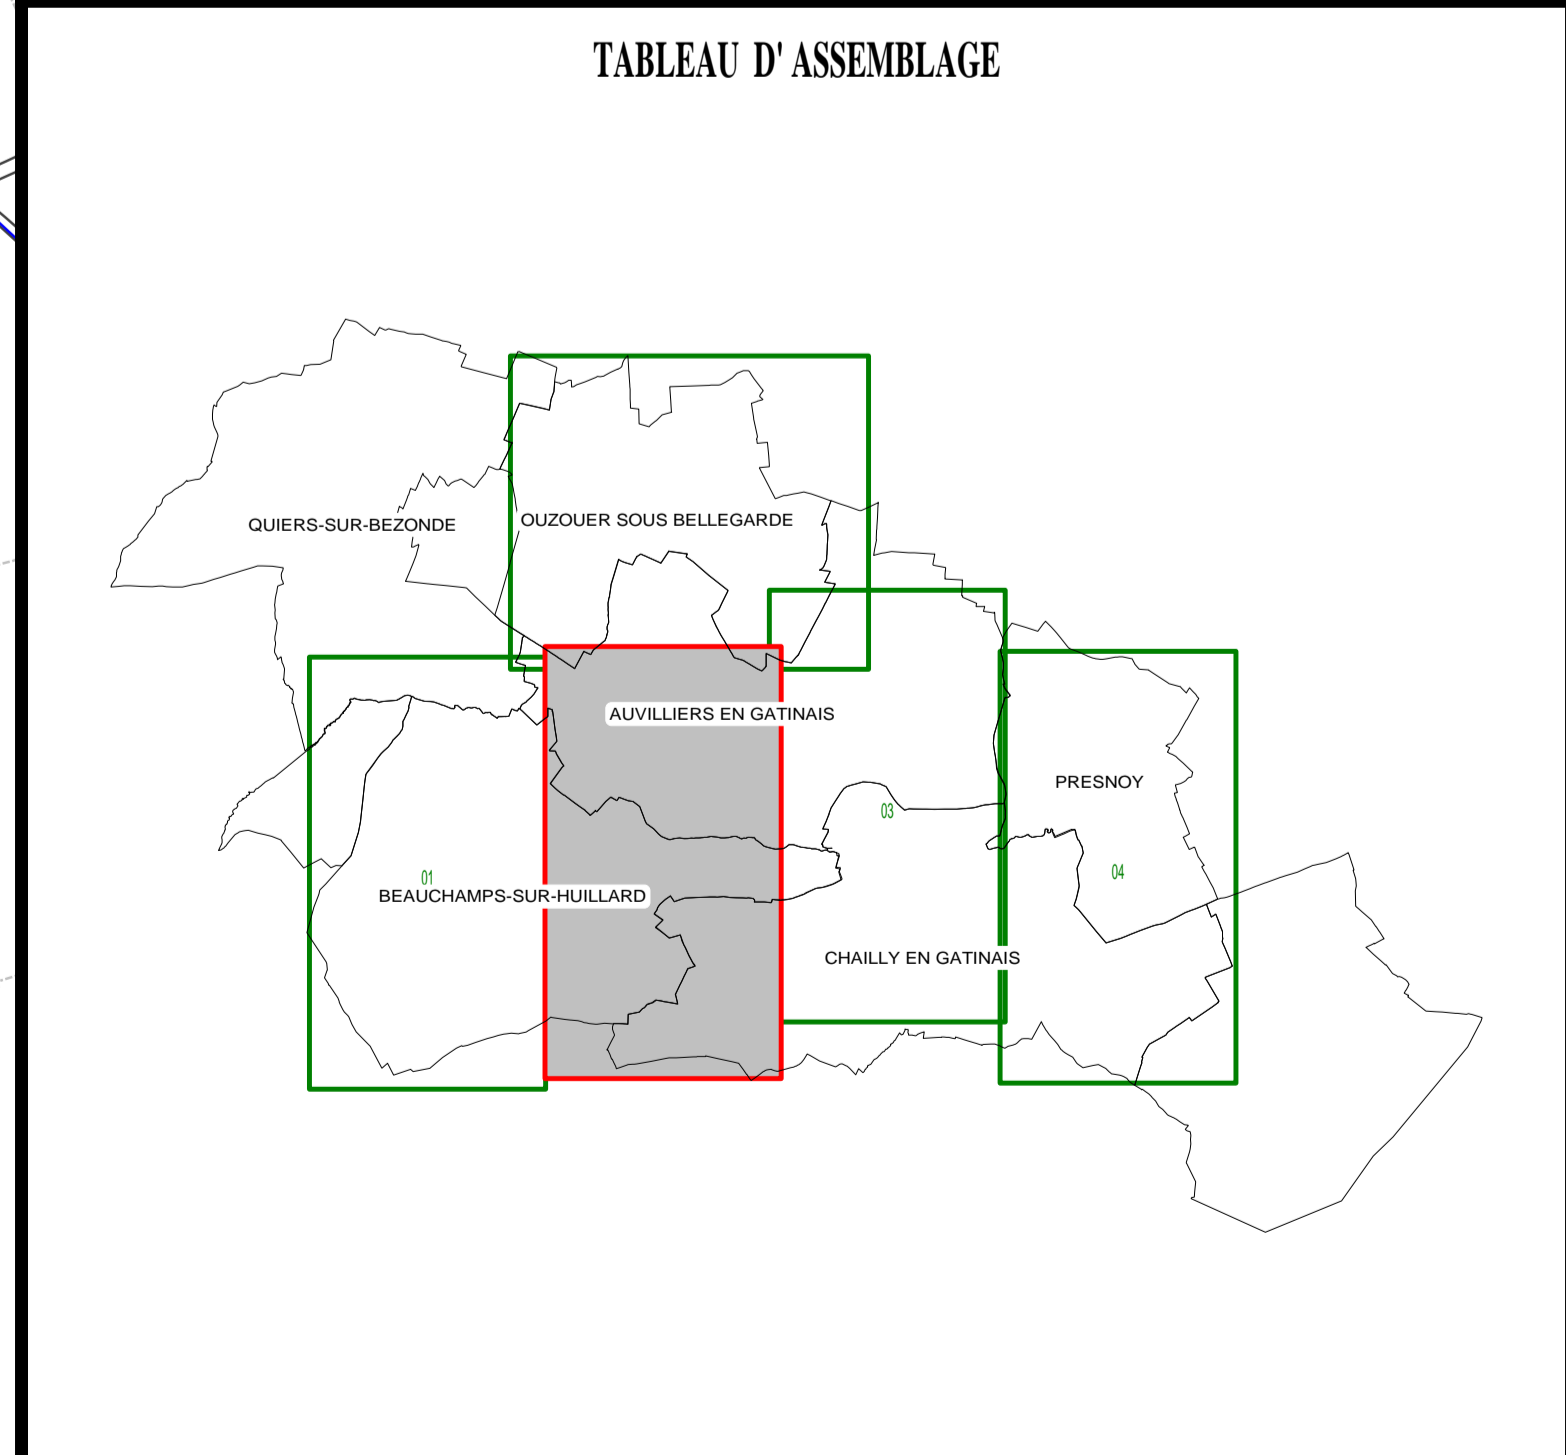 TABLEAU D' ASSEMBLAGE
QUIERS-SUR-BEZONDE
OUZOUER SOUS BELLEGARDE
AUVILLIERS EN GATINAIS
PRESNOY
03
04
01
BEAUCHAMPS-SUR-HUILLARD
CHAILLY EN GATINAIS